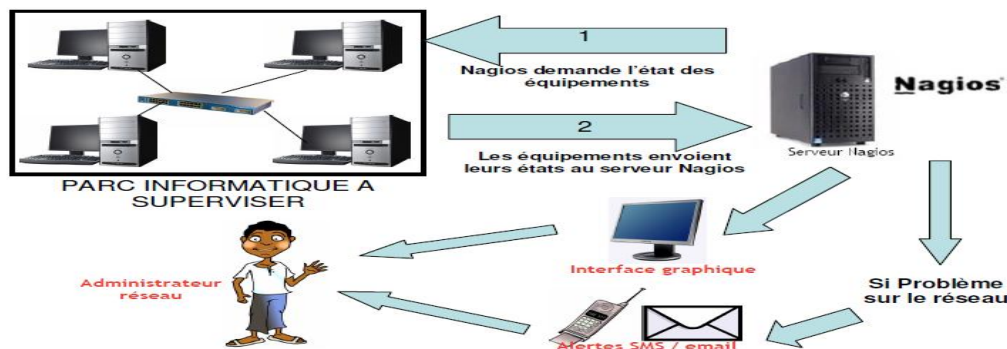 1
Nagios demande l'état des
équipements
Nagios
2
Serveur Nagios
Les équipements envoient
leurs états au serveur Nagios
PARC INFORMATIQUE A
SUPERVISER
Interface graphique
Administrateur
réseau
Si Problème
sur le réseau
Alertes SMS / email